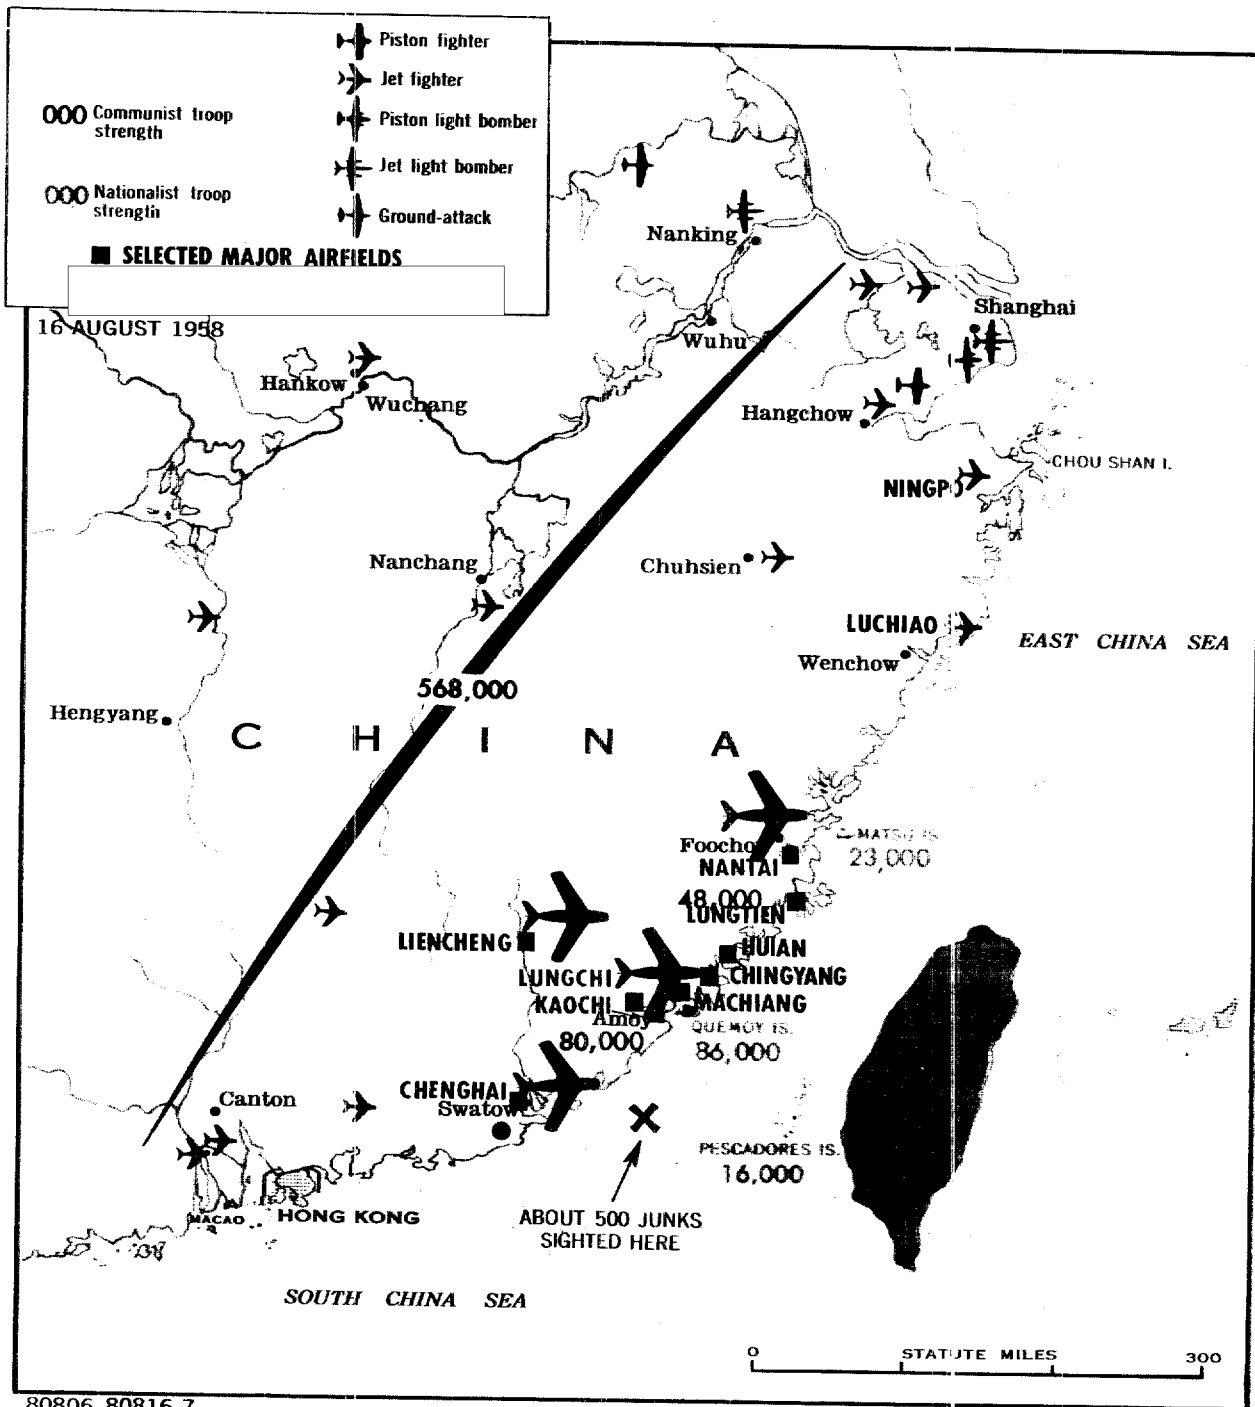 Piston fighter
Jet fighter
000 Communist troop
strength
Piston light bomber
Jet light bomber
000 Nationalist troop
strength
Ground-attack
SELECTED MAJOR AIRFIELDS
16 AUGUST 1958
Nanking
Shanghai
Wuhu
Hankow
Wuchang
Hangchow
CHOU SHAN I.
NINGPO
Nanchang
Chuhsien
LUCHIAO
EAST CHINA SEA
Wenchow
568,000
Hengyang
C H I N A
MATSU IS.
23,000
Foochow
NANTAI
48,000
LUNGTIEN
LIENCHENG
HUIAN
LUNGCHI
CHINGYANG
KAOCHI
MACHIANG
Amoy
80,000
QUEMOY IS.
86,000
CHENGHAI
Swatow
Canton
PESCADORES IS.
16,000
MACAO
HONG KONG
ABOUT 500 JUNKS
SIGHTED HERE
SOUTH CHINA SEA
0 STATUTE MILES 300
80806 80816 7